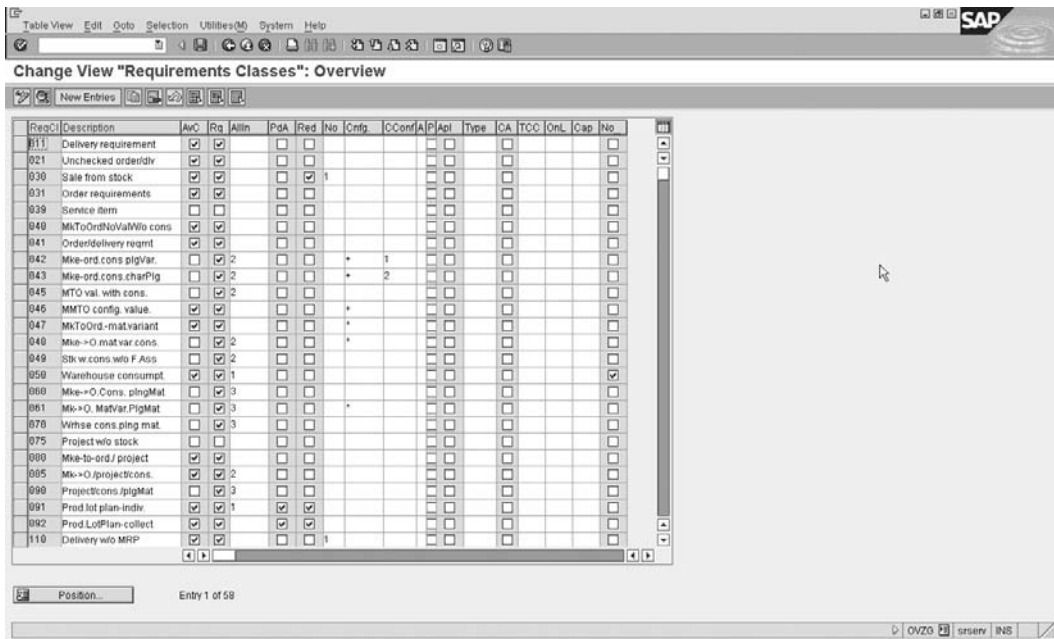 Table View Edit Goto Selection Utilities(M) System Help
SAP
Change View "Requirements Classes": Overview
New Entries
ReqCl Description AvC Rq AllIn PdA Red No Cnfg. CConf A P Apl Type CA TCC OnL Cap No_
011 Delivery requirement
021 Unchecked order/dlv
030 Sale from stock 1
031 Order requirements
039 Service item
040 MkToOrdNoValW/o cons
041 Order/delivery reqmt
042 Mke-ord.cons plgVar. 2 + 1
043 Mke-ord.cons.charPlg 2 + 2
045 MTO val. with cons. 2
046 MMTO config. value. *
047 MkToOrd.-mat.variant *
048 Mke->O.mat.var.cons. 2 *
049 Stk w.cons.w/o F.Ass 2
050 Warehouse consumpt. 1
060 Mke->O.Cons. plngMat 3
061 Mk->O. MatVar.PlgMat 3 *
070 Wrhse cons.plng mat. 3
075 Project w/o stock
080 Mke-to-ord./ project
085 Mk->O./project/cons. 2
090 Project/cons./plgMat 3
091 Prod.lot plan-indiv. 1
092 Prod.LotPlan-collect
110 Delivery w/o MRP 1
Position... Entry 1 of 58
OVZG srserv INS